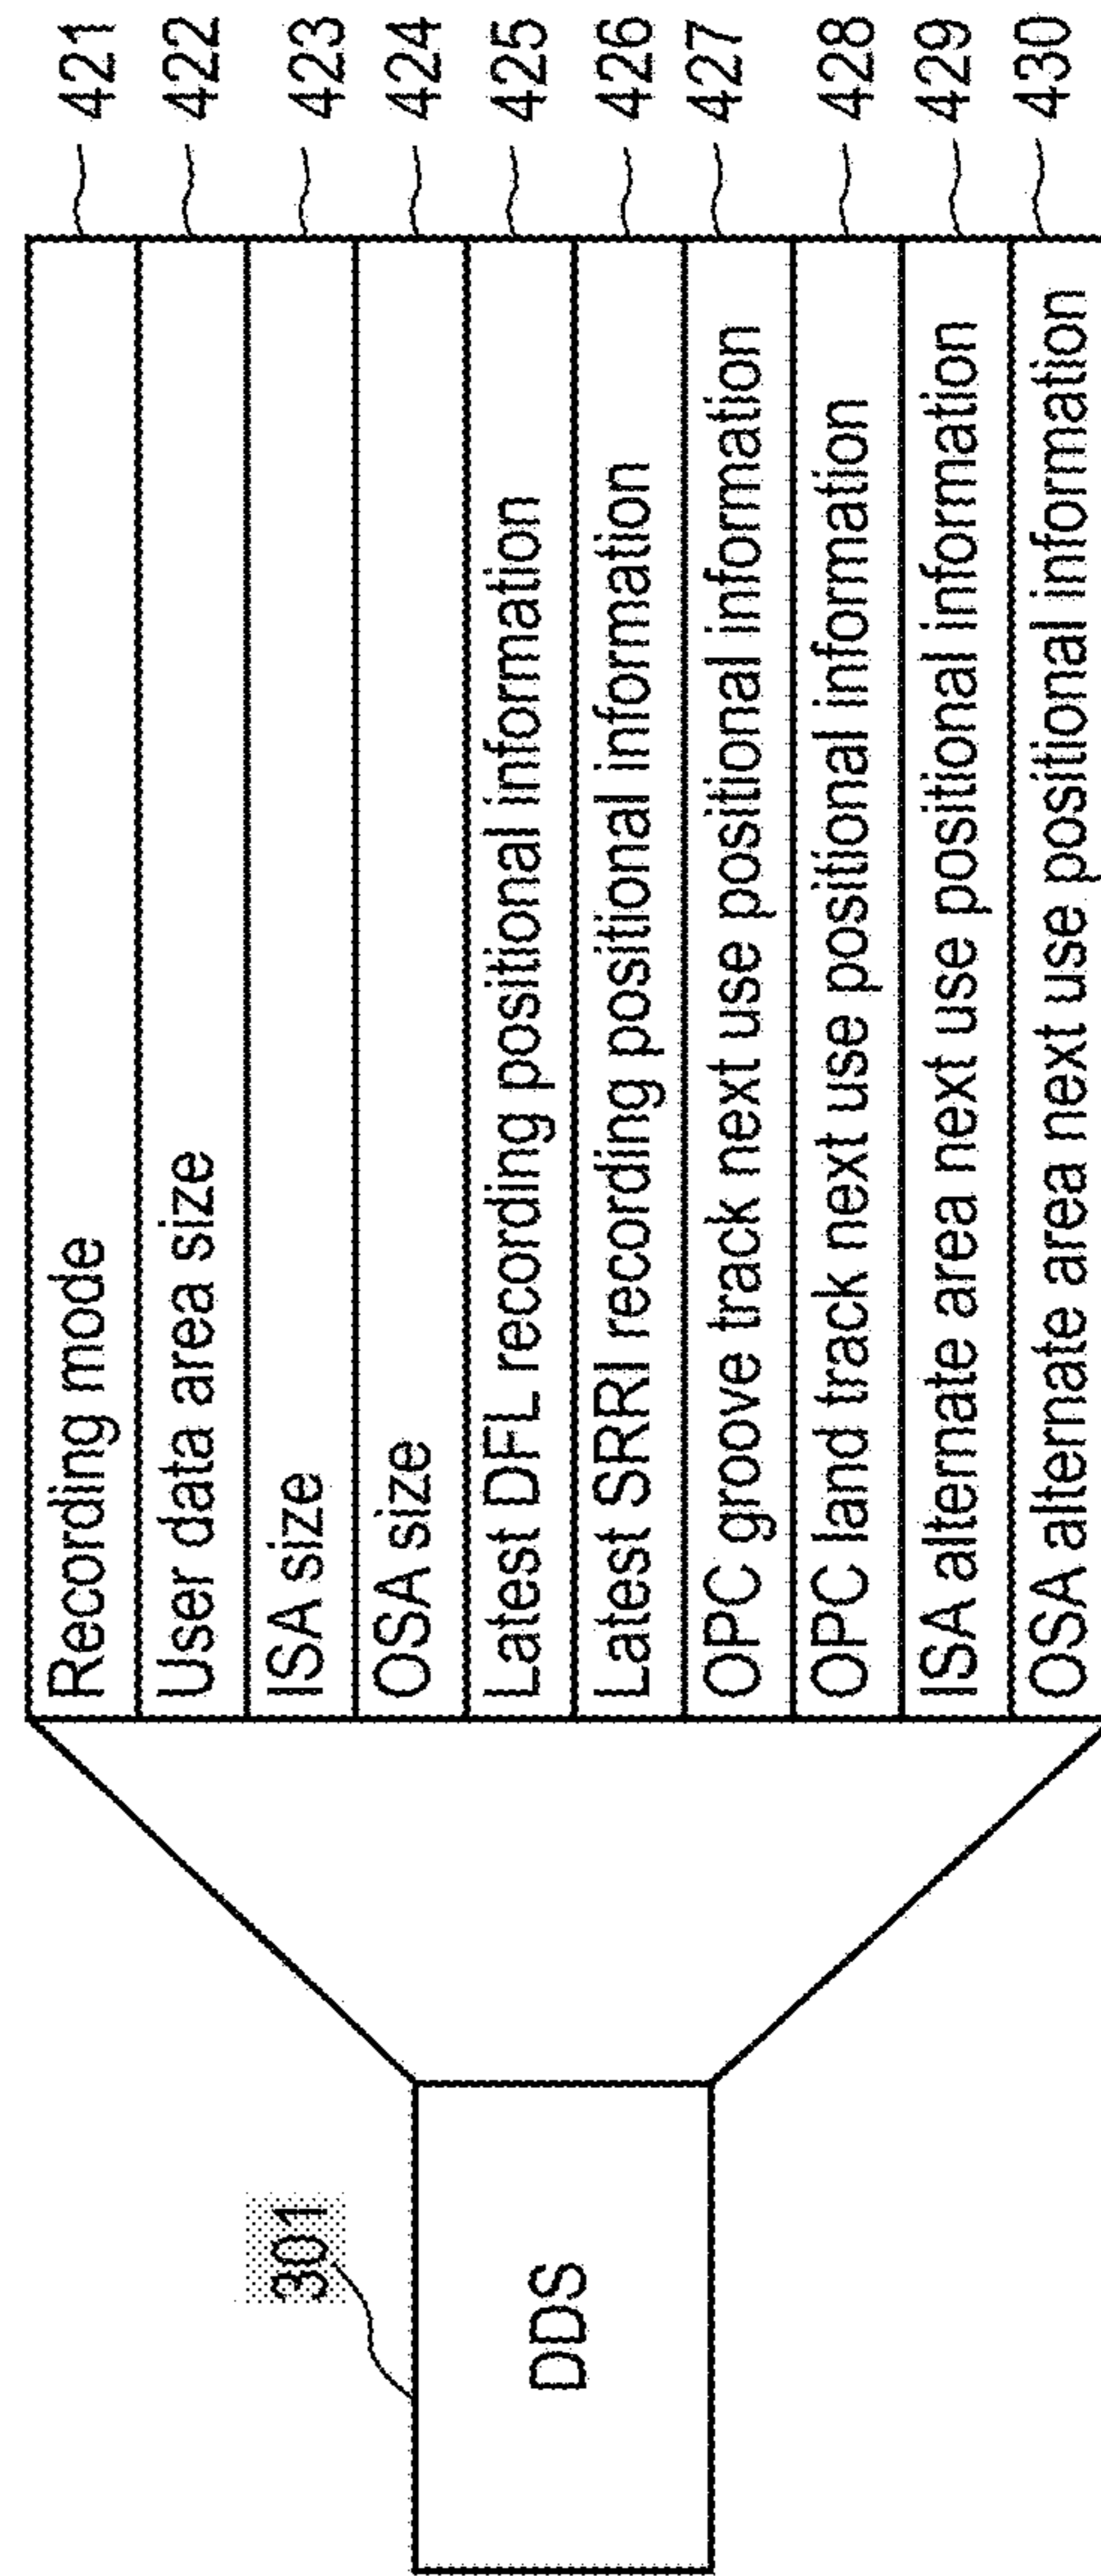 301
DDS
Recording mode 421
User data area size 422
ISA size 423
OSA size 424
Latest DFL recording positional information 425
Latest SRRI recording positional information 426
OPC groove track next use positional information 427
OPC land track next use positional information 428
ISA alternate area next use positional information 429
OSA alternate area next use positional information 430